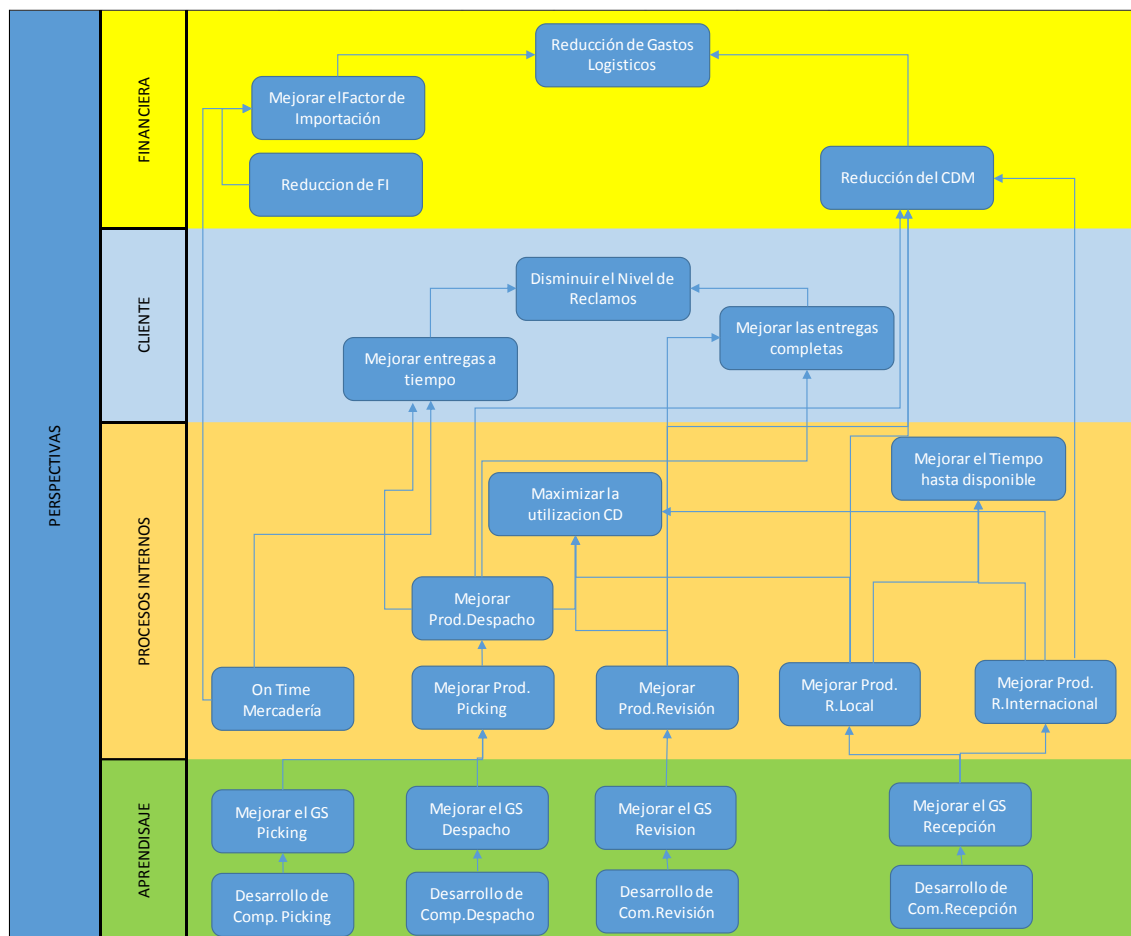 PERSPECTIVAS
FINANCIERA
Reducción de Gastos
Logisticos
Mejorar el Factor de
Importación
Reduccion de FI
Reducción del CDM
CLIENTE
Disminuir el Nivel de
Reclamos
Mejorar las entregas
completas
Mejorar entregas a
tiempo
PROCESOS INTERNOS
Mejorar el Tiempo
hasta disponible
Maximizar la
utilizacion CD
Mejorar
Prod.Despacho
On Time
Mercadería
Mejorar Prod.
Picking
Mejorar
Prod.Revisión
Mejorar Prod.
R.Local
Mejorar Prod.
R.Internacional
APRENDISAJE
Mejorar el GS
Picking
Mejorar el GS
Despacho
Mejorar el GS
Revision
Mejorar el GS
Recepción
Desarrollo de
Comp. Picking
Desarrollo de
Comp.Despacho
Desarrollo de
Com.Revisión
Desarrollo de
Com.Recepción